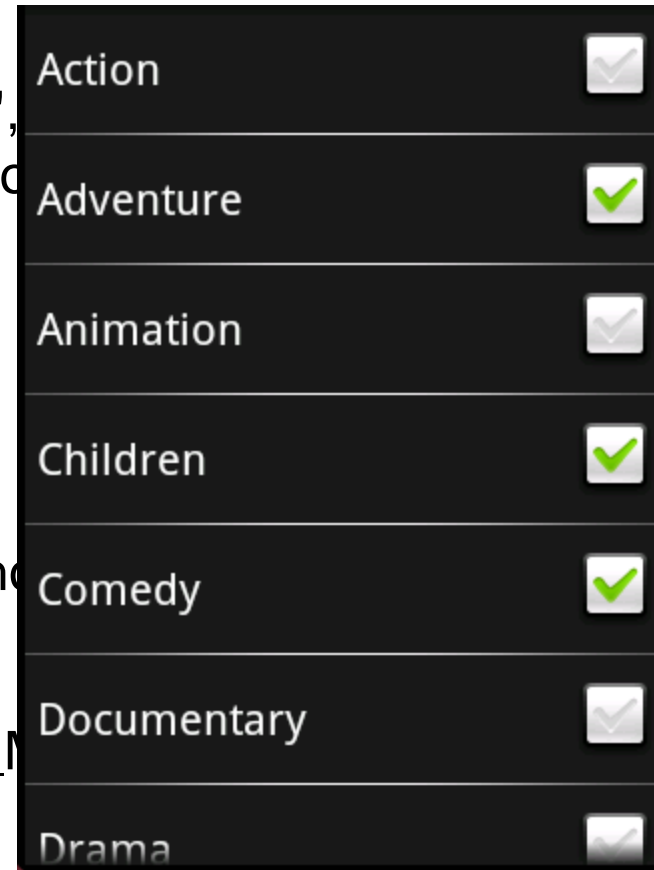 Action
Adventure
Animation
Children
Comedy
Documentary
Drama